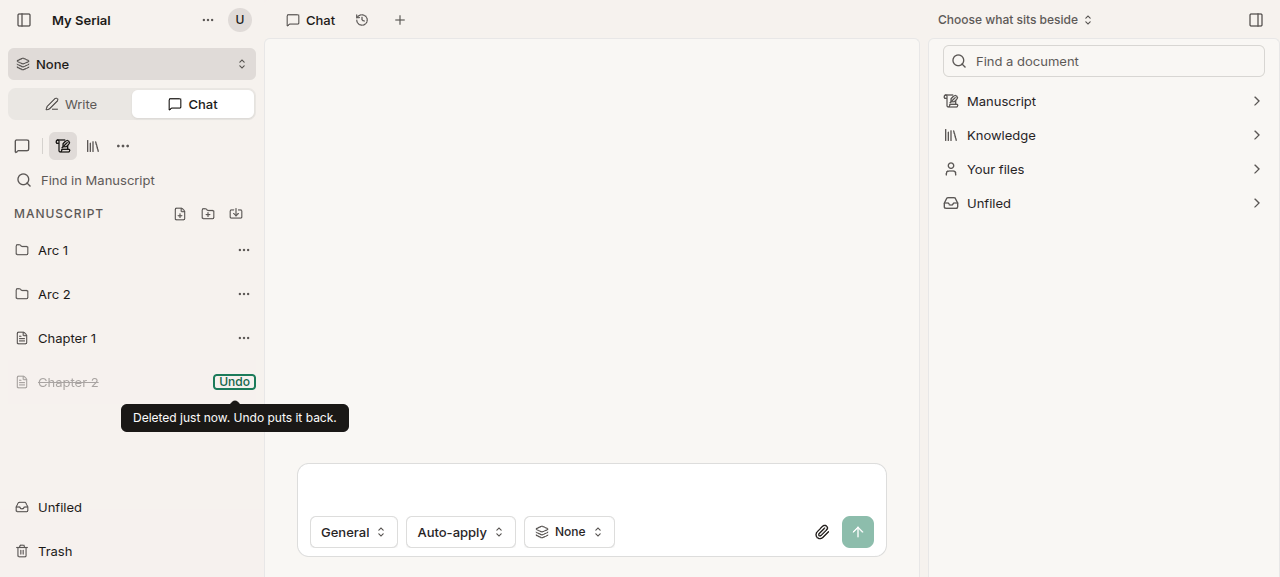 My Serial
U
Chat
Choose what sits beside
None
Write
Chat
Find in Manuscript
MANUSCRIPT
Arc 1
Arc 2
Chapter 1
Chapter 2
Undo
Deleted just now. Undo puts it back.
Unfiled
Trash
General
Auto-apply
None
Find a document
Manuscript
Knowledge
Your files
Unfiled